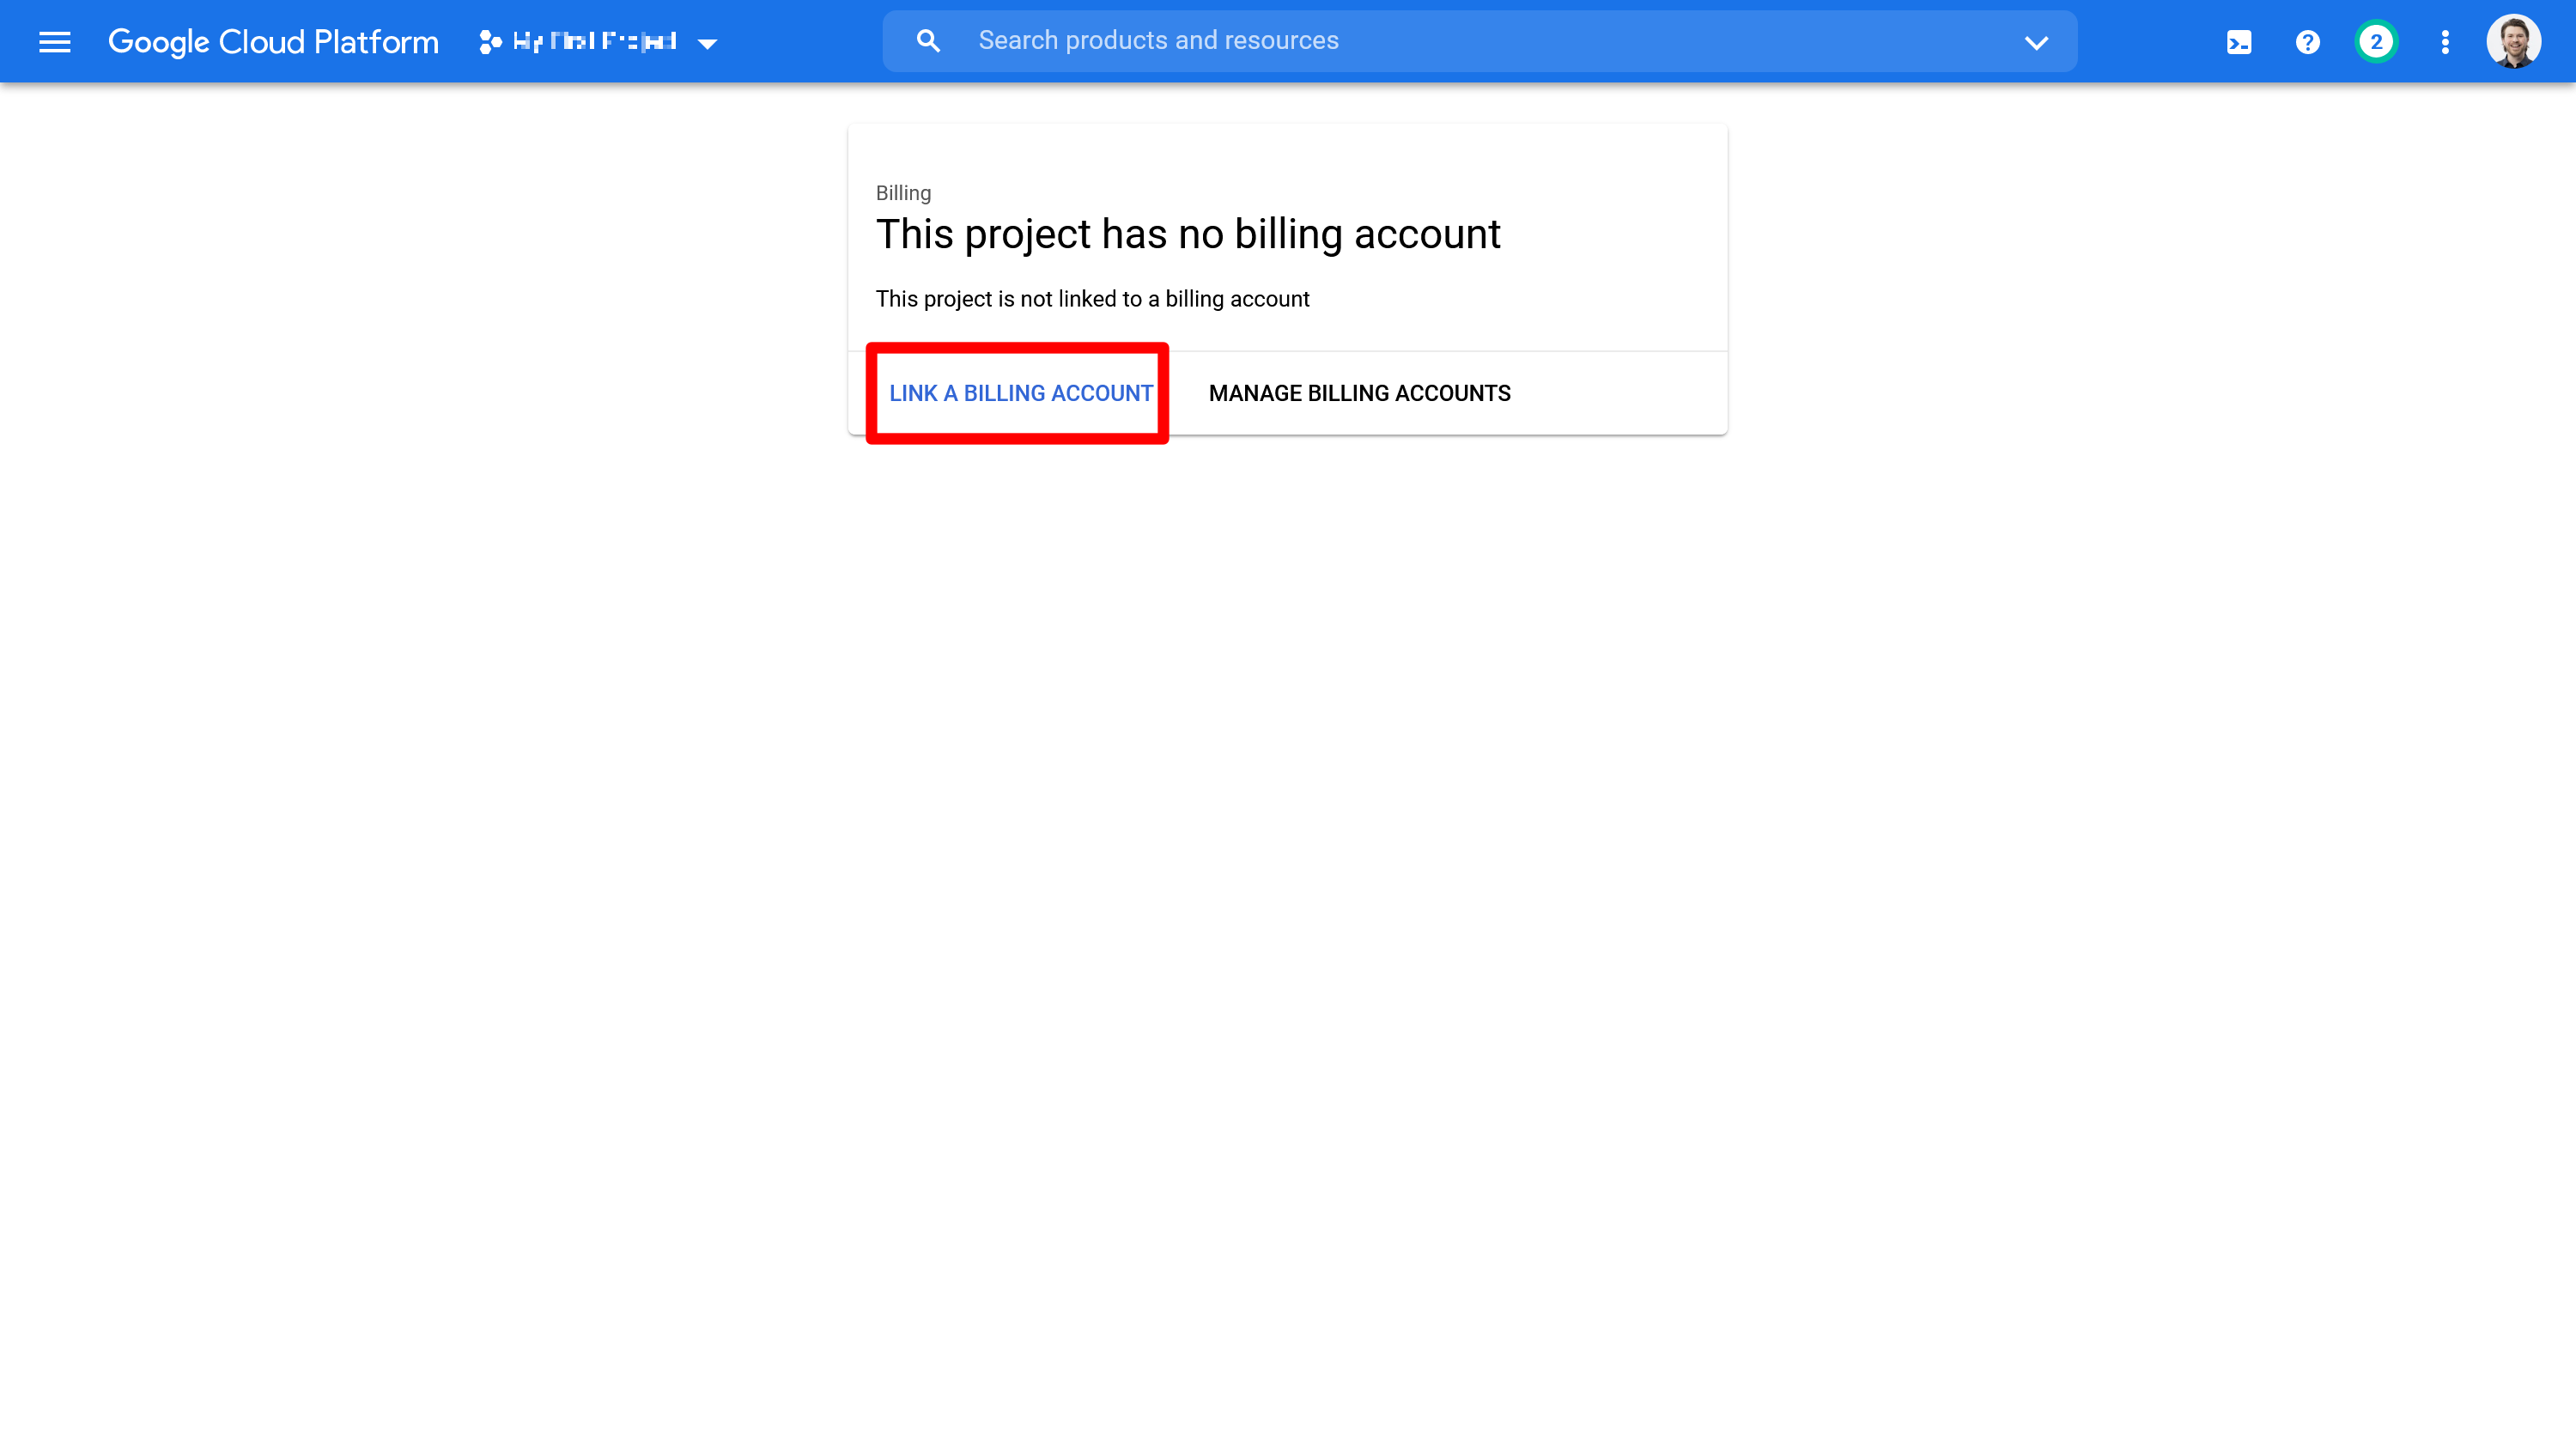 Google Cloud Platform
Search products and resources
2
Billing
This project has no billing account
This project is not linked to a billing account
LINK A BILLING ACCOUNT
MANAGE BILLING ACCOUNTS